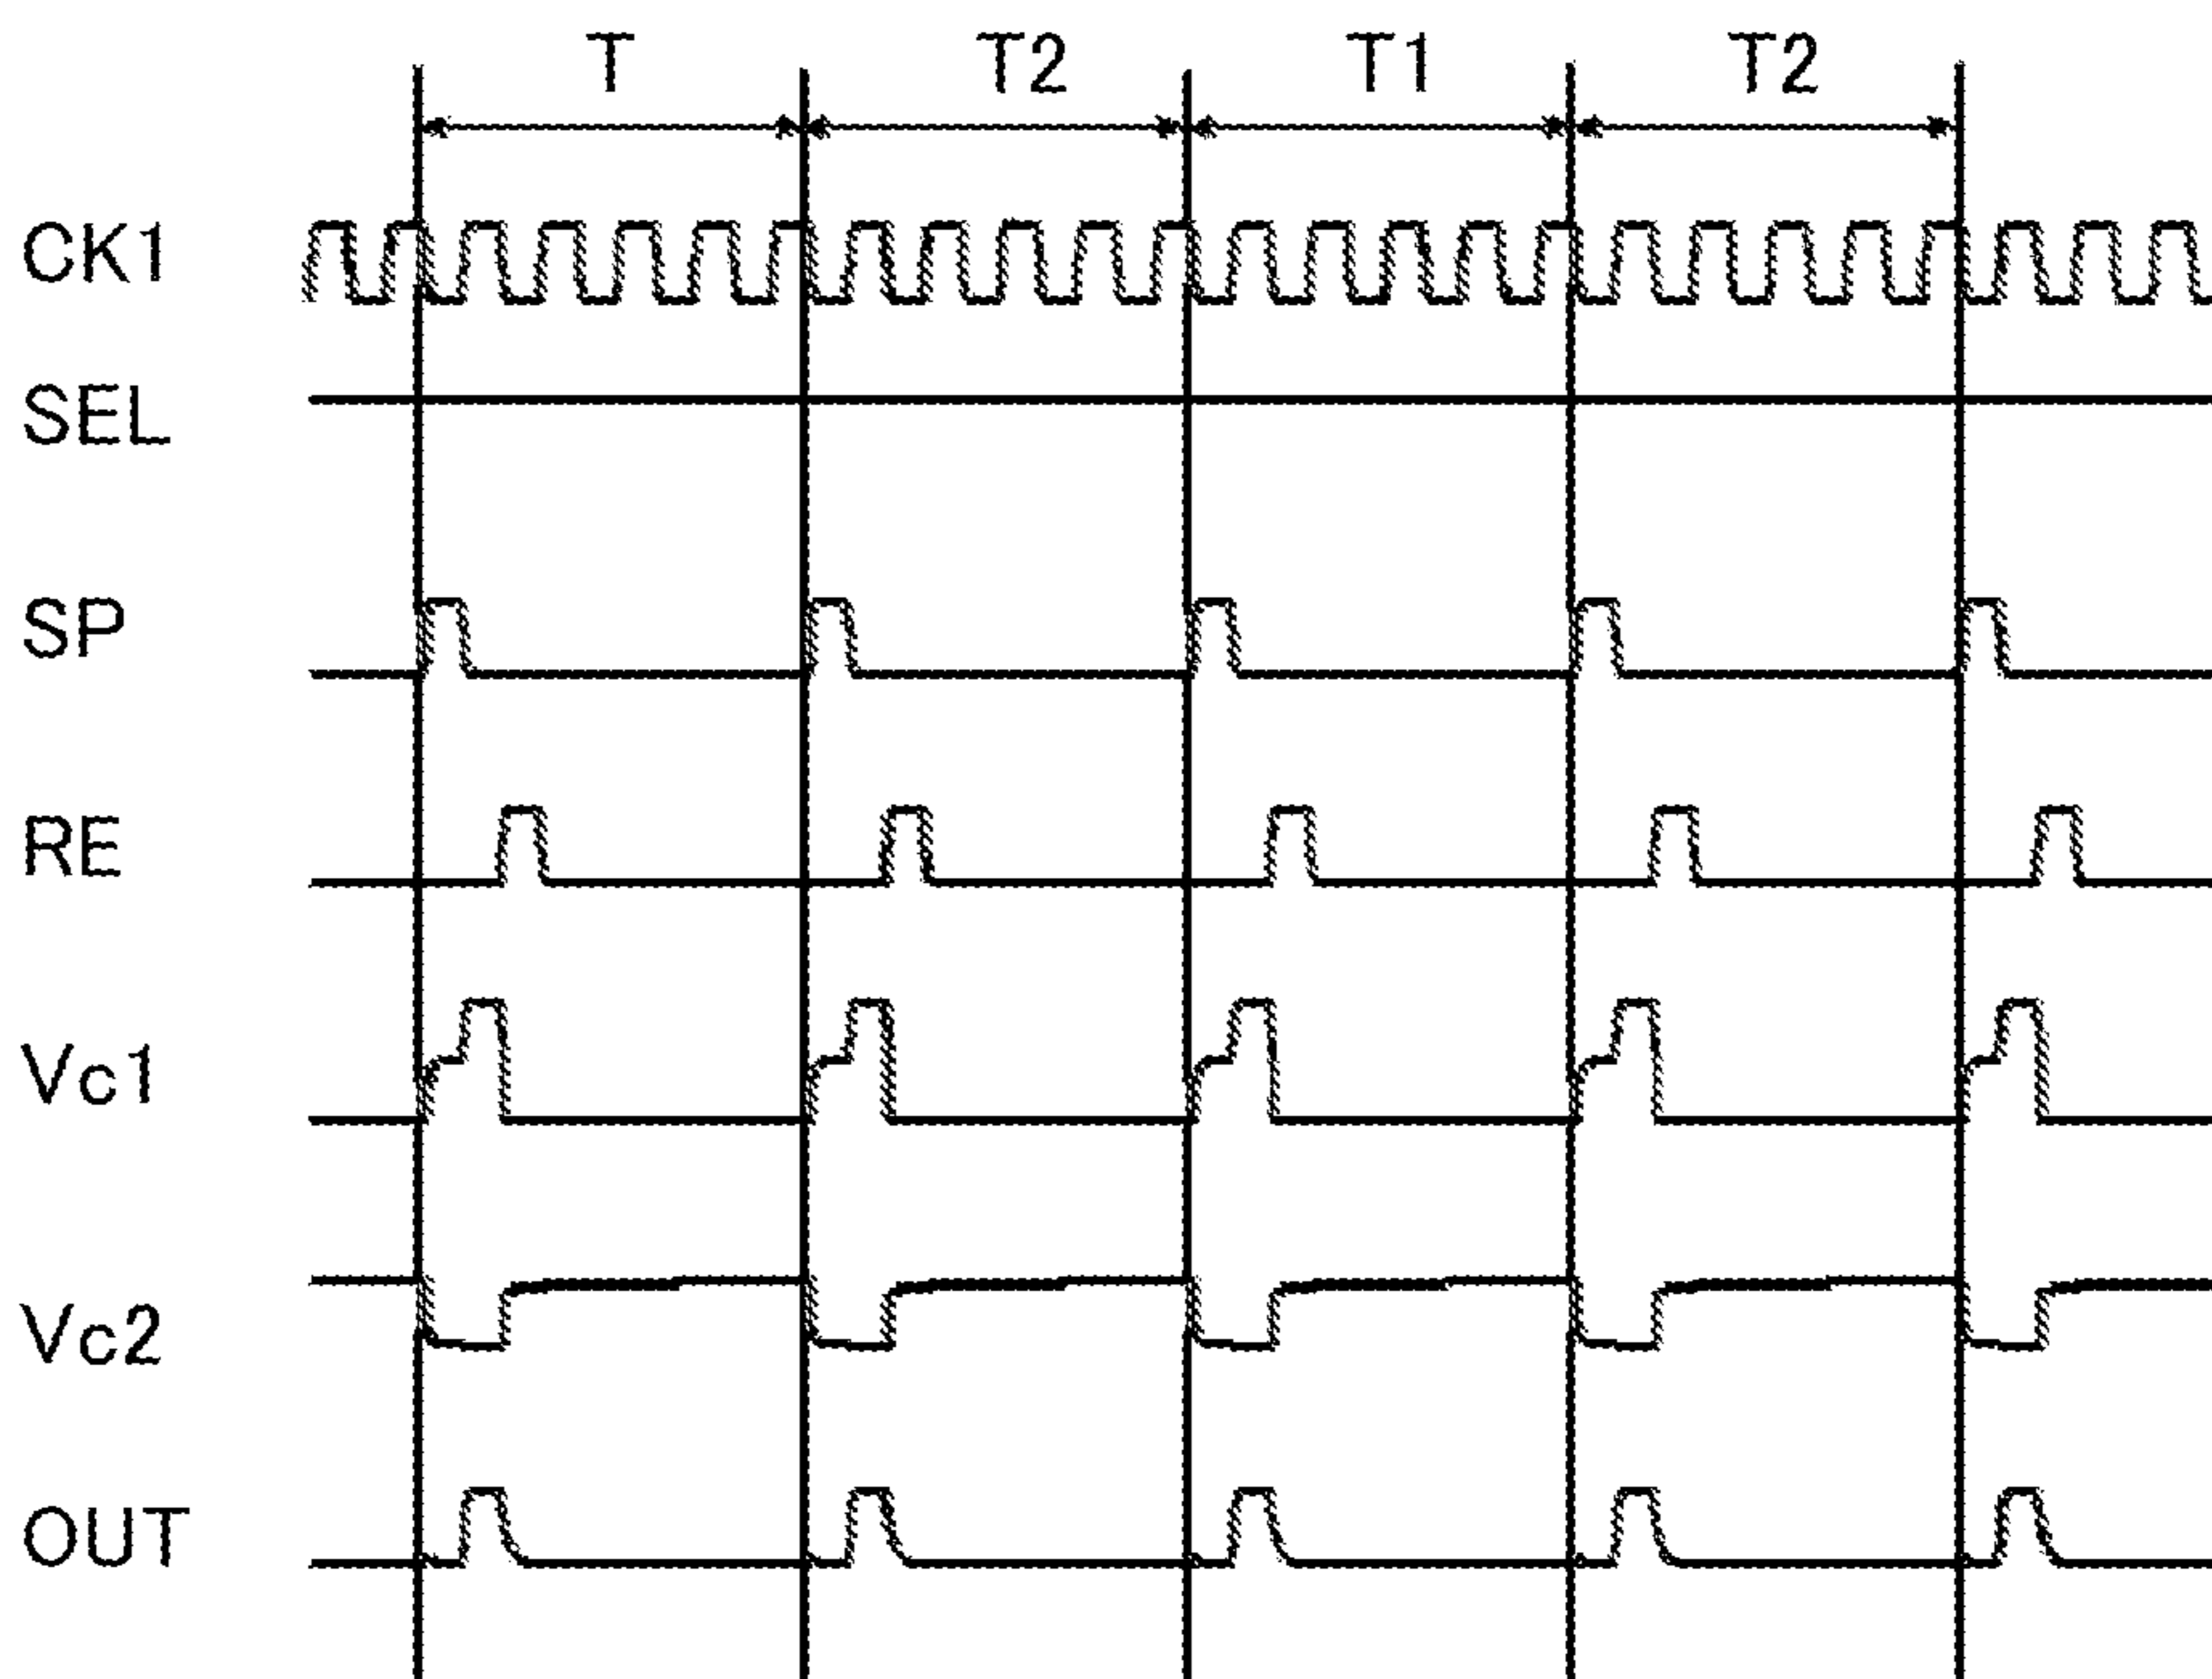 T T2 T1 T2
CK1
SEL
SP
RE
Vc1
Vc2
OUT